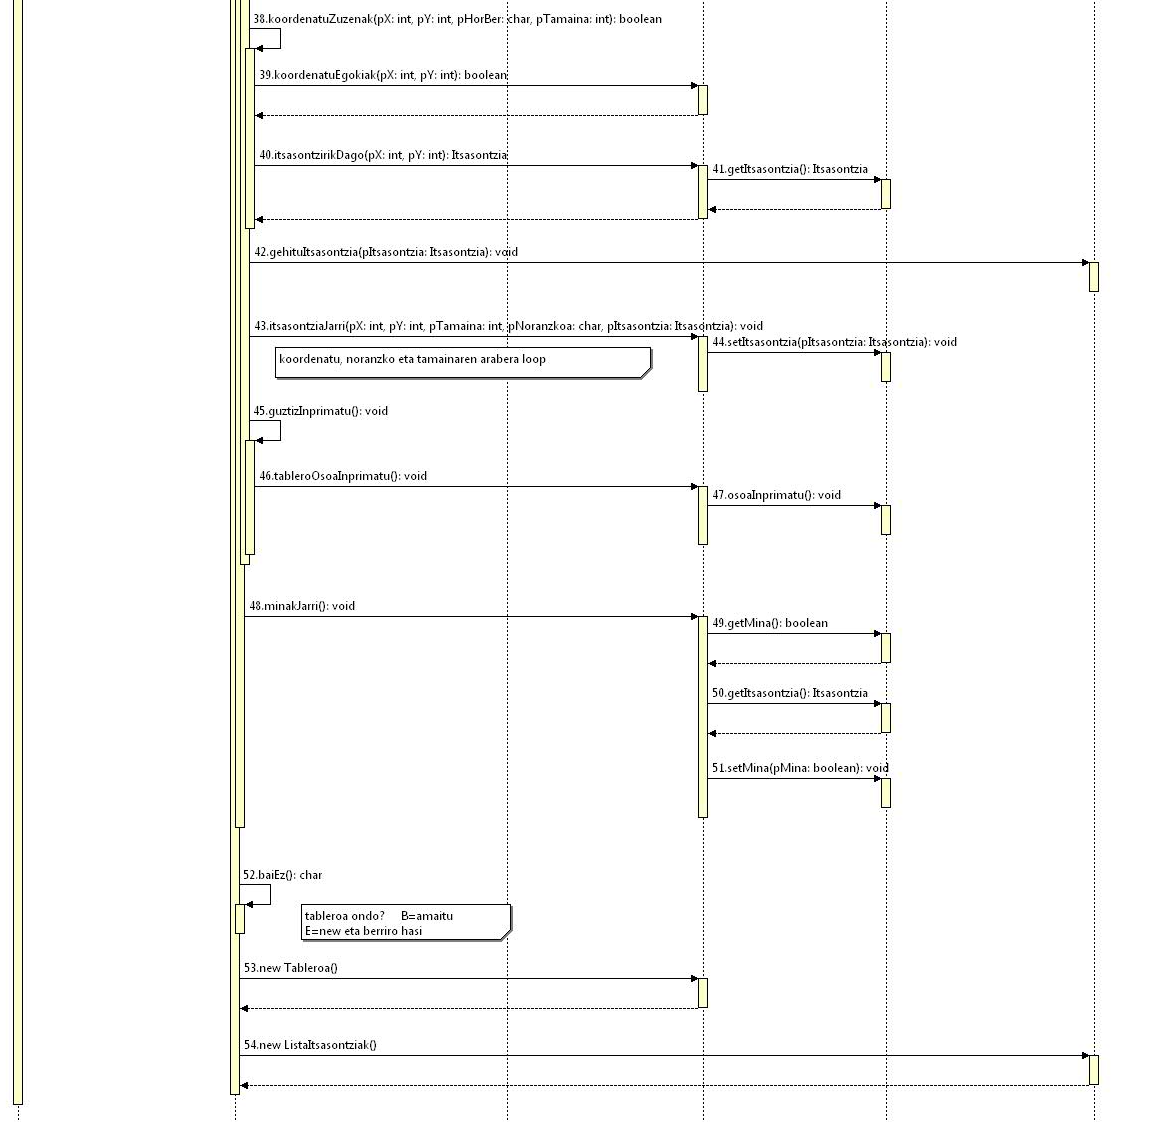 38.koordenatuZuzenak(pX: int, pY: int, pHorBer: char, pTamaina: int): boolean
39.koordenatuEgokiak(pX: int, pY: int): boolean
40.itsasontzirikDago(pX: int, pY: int): Itsasontzia
41.getItsasontzia(): Itsasontzia
42.gehituItsasontzia(pItsasontzia: Itsasontzia): void
43.itsasontziaJarri(pX: int, pY: int, pTamaina: int, pNoranzkoa: char, pItsasontzia: Itsasontzia): void
44.setItsasontzia(pItsasontzia: Itsasontzia): void
koordenatu, noranzko eta tamainaren arabera loop
45.guztizInprimatu(): void
46.tableroOsoaInprimatu(): void
47.osoaInprimatu(): void
48.minakJarri(): void
49.getMina(): boolean
50.getItsasontzia(): Itsasontzia
51.setMina(pMina: boolean): void
52.baiEz(): char
tableroa ondo? B=amaitu
E=new eta berriro hasi
53.new Tableroa()
54.new ListaItsasontziak()